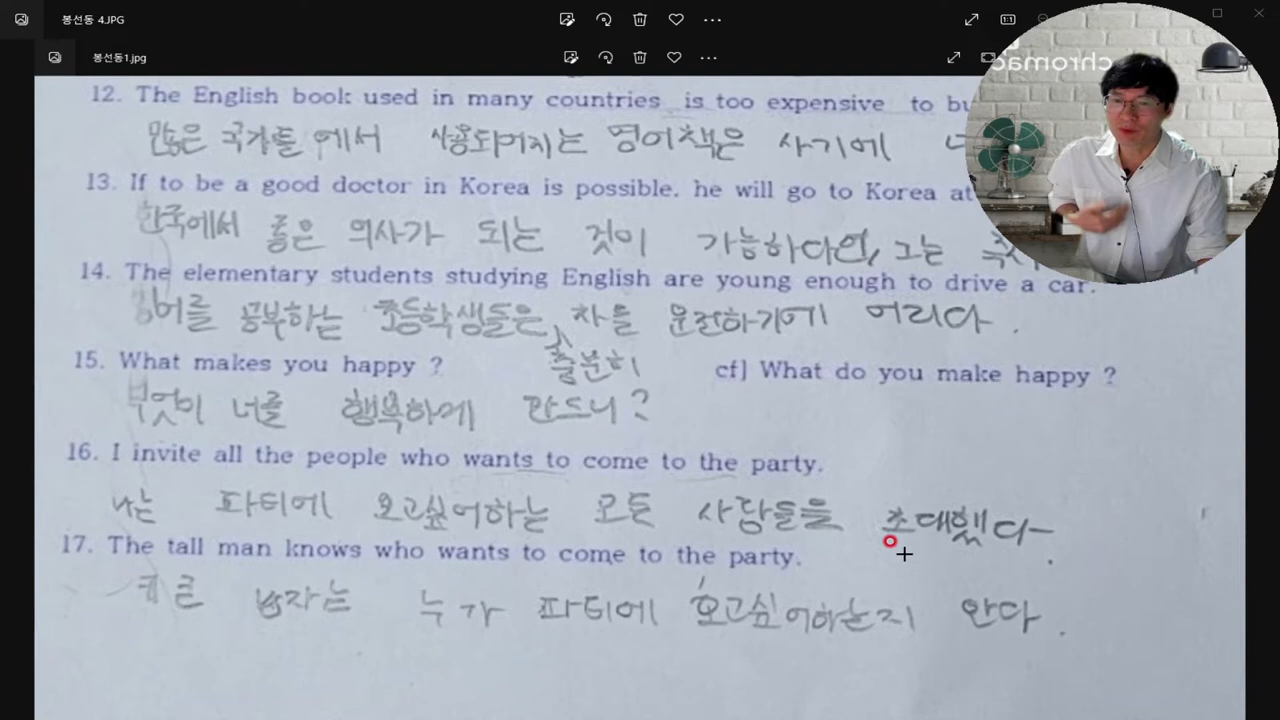 봉선동 4.JPG
1:1
봉선동1.jpg
chromac
12. The English book used in many countries is too expensive to bu
많은 국가들에서 사용되어지는 영어책은 사기에 너
13. If to be a good doctor in Korea is possible. he will go to Korea at
한국에서 좋은 의사가 되는 것이 가능하다면, 그는
14. The elementary students studying English are young enough to drive a car.
영어를 공부하는 초등학생들은 차를 운전하기에 어리다.
충분히
15. What makes you happy ? cf] What do you make happy ?
무엇이 너를 행복하게 만드니?
16. I invite all the people who wants to come to the party.
나는 파티에 오고싶어하는 모든 사람들을 초대했다.
17. The tall man knows who wants to come to the party.
키 큰 남자는 누가 파티에 오고싶어하는지 안다.